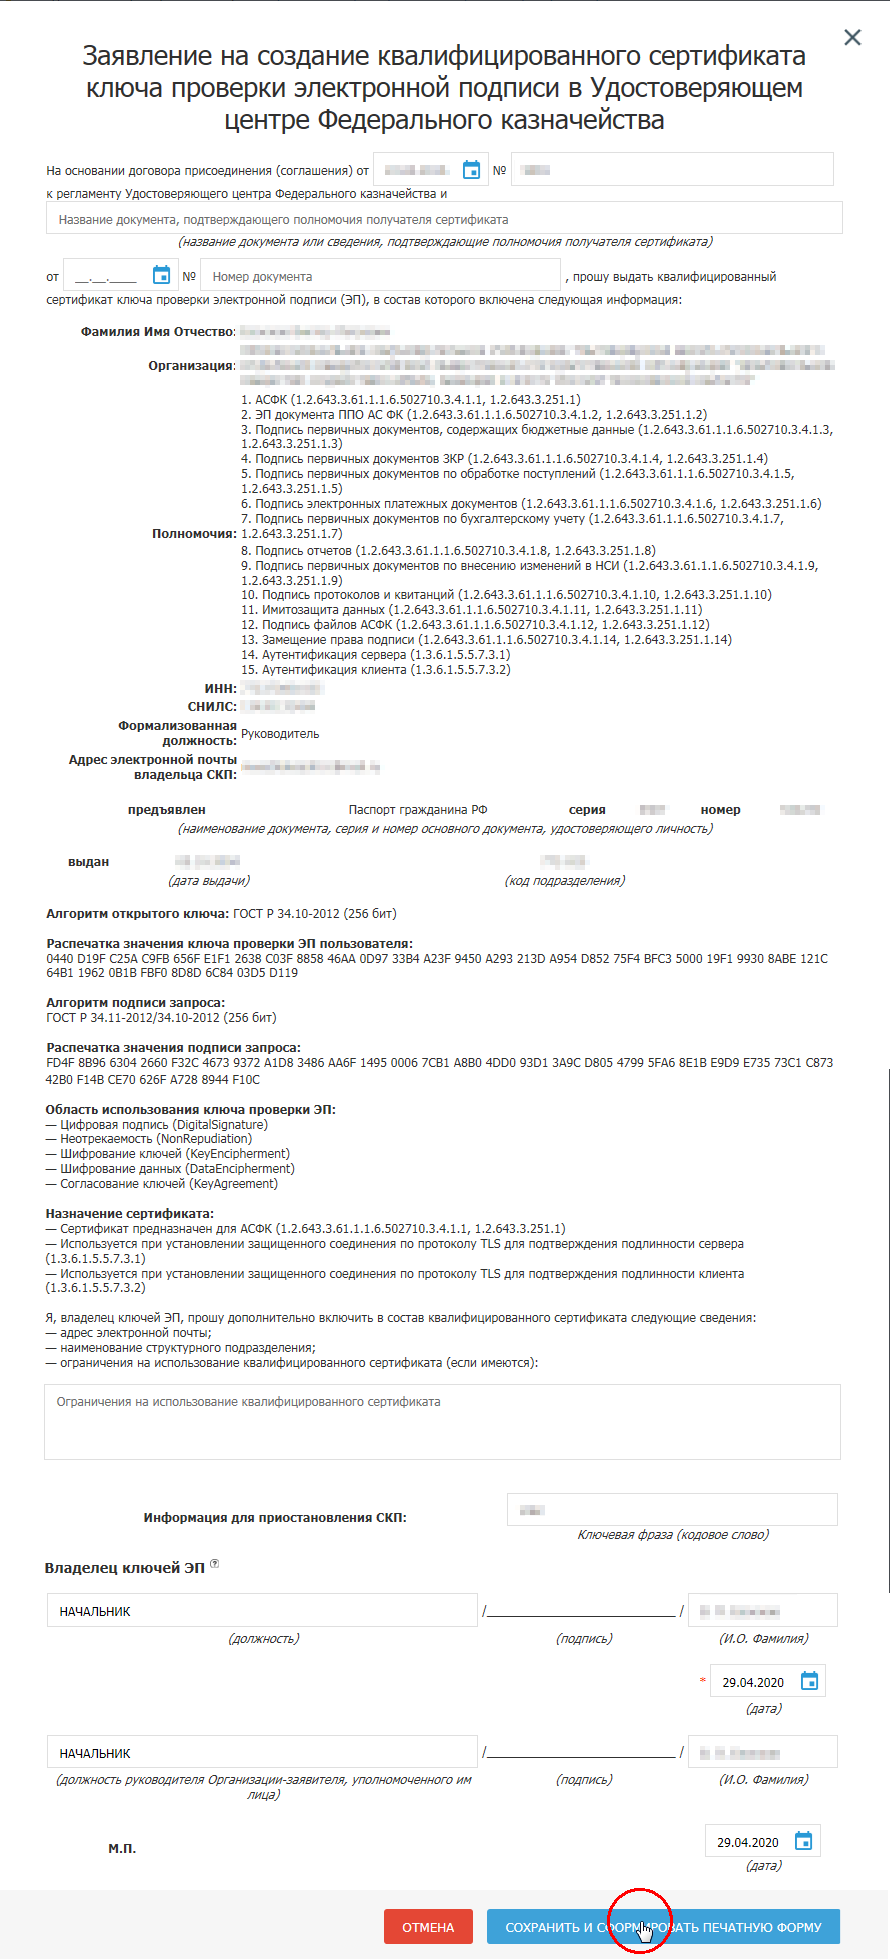 Заявление на создание квалифицированного сертификата
ключа проверки электронной подписи в Удостоверяющем
центре Федерального казначейства
На основании договора присоединения (соглашения) от №
к регламенту Удостоверяющего центра Федерального казначейства и
Название документа, подтверждающего полномочия получателя сертификата
(название документа или сведения, подтверждающие полномочия получателя сертификата)
от __.__.____ № Номер документа , прошу выдать квалифицированный
сертификат ключа проверки электронной подписи (ЭП), в состав которого включена следующая информация:
Фамилия Имя Отчество:
Организация:
Полномочия:
1. АСФК (1.2.643.3.61.1.1.6.502710.3.4.1.1, 1.2.643.3.251.1)
2. ЭП документа ППО АС ФК (1.2.643.3.61.1.1.6.502710.3.4.1.2, 1.2.643.3.251.1.2)
3. Подпись первичных документов, содержащих бюджетные данные (1.2.643.3.61.1.1.6.502710.3.4.1.3,
1.2.643.3.251.1.3)
4. Подпись первичных документов ЗКР (1.2.643.3.61.1.1.6.502710.3.4.1.4, 1.2.643.3.251.1.4)
5. Подпись первичных документов по обработке поступлений (1.2.643.3.61.1.1.6.502710.3.4.1.5,
1.2.643.3.251.1.5)
6. Подпись электронных платежных документов (1.2.643.3.61.1.1.6.502710.3.4.1.6, 1.2.643.3.251.1.6)
7. Подпись первичных документов по бухгалтерскому учету (1.2.643.3.61.1.1.6.502710.3.4.1.7,
1.2.643.3.251.1.7)
8. Подпись отчетов (1.2.643.3.61.1.1.6.502710.3.4.1.8, 1.2.643.3.251.1.8)
9. Подпись первичных документов по внесению изменений в НСИ (1.2.643.3.61.1.1.6.502710.3.4.1.9,
1.2.643.3.251.1.9)
10. Подпись протоколов и квитанций (1.2.643.3.61.1.1.6.502710.3.4.1.10, 1.2.643.3.251.1.10)
11. Имитозащита данных (1.2.643.3.61.1.1.6.502710.3.4.1.11, 1.2.643.3.251.1.11)
12. Подпись файлов АСФК (1.2.643.3.61.1.1.6.502710.3.4.1.12, 1.2.643.3.251.1.12)
13. Замещение права подписи (1.2.643.3.61.1.1.6.502710.3.4.1.14, 1.2.643.3.251.1.14)
14. Аутентификация сервера (1.3.6.1.5.5.7.3.1)
15. Аутентификация клиента (1.3.6.1.5.5.7.3.2)
ИНН:
СНИЛС:
Формализованная
должность: Руководитель
Адрес электронной почты
владельца СКП:
предъявлен Паспорт гражданина РФ серия номер
(наименование документа, серия и номер основного документа, удостоверяющего личность)
выдан
(дата выдачи) (код подразделения)
Алгоритм открытого ключа: ГОСТ Р 34.10-2012 (256 бит)
Распечатка значения ключа проверки ЭП пользователя:
0440 D19F C25A C9FB 656F E1F1 2638 C03F 8858 46AA 0D97 33B4 A23F 9450 A293 213D A954 D852 75F4 BFC3 5000 19F1 9930 8ABE 121C
64B1 1962 0B1B FBF0 8D8D 6C84 03D5 D119
Алгоритм подписи запроса:
ГОСТ Р 34.11-2012/34.10-2012 (256 бит)
Распечатка значения подписи запроса:
FD4F 8B96 6304 2660 F32C 4673 9372 A1D8 3486 AA6F 1495 0006 7CB1 A8B0 4DD0 93D1 3A9C D805 4799 5FA6 8E1B E9D9 E735 73C1 C873
42B0 F14B CE70 626F A728 8944 F10C
Область использования ключа проверки ЭП:
— Цифровая подпись (DigitalSignature)
— Неотрекаемость (NonRepudiation)
— Шифрование ключей (KeyEncipherment)
— Шифрование данных (DataEncipherment)
— Согласование ключей (KeyAgreement)
Назначение сертификата:
— Сертификат предназначен для АСФК (1.2.643.3.61.1.1.6.502710.3.4.1.1, 1.2.643.3.251.1)
— Используется при установлении защищенного соединения по протоколу TLS для подтверждения подлинности сервера
(1.3.6.1.5.5.7.3.1)
— Используется при установлении защищенного соединения по протоколу TLS для подтверждения подлинности клиента
(1.3.6.1.5.5.7.3.2)
Я, владелец ключей ЭП, прошу дополнительно включить в состав квалифицированного сертификата следующие сведения:
— адрес электронной почты;
— наименование структурного подразделения;
— ограничения на использование квалифицированного сертификата (если имеются):
Ограничения на использование квалифицированного сертификата
Информация для приостановления СКП:
Ключевая фраза (кодовое слово)
Владелец ключей ЭП ?
НАЧАЛЬНИК /____________________________/
(должность) (подпись) (И.О. Фамилия)
* 29.04.2020
(дата)
НАЧАЛЬНИК /____________________________/
(должность руководителя Организации-заявителя, уполномоченного им (подпись) (И.О. Фамилия)
лица)
М.П. 29.04.2020
(дата)
ОТМЕНА СОХРАНИТЬ И СФОРМИРОВАТЬ ПЕЧАТНУЮ ФОРМУ